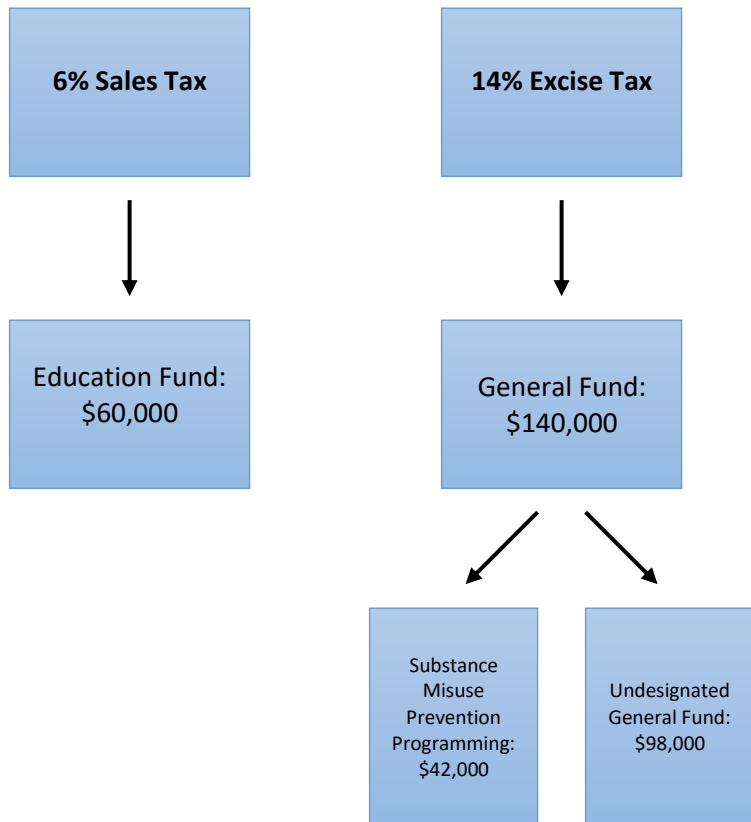 6% Sales Tax
14% Excise Tax
Education Fund:
$60,000
General Fund:
$140,000
Substance
Misuse
Prevention
Programming:
$42,000
Undesignated
General Fund:
$98,000